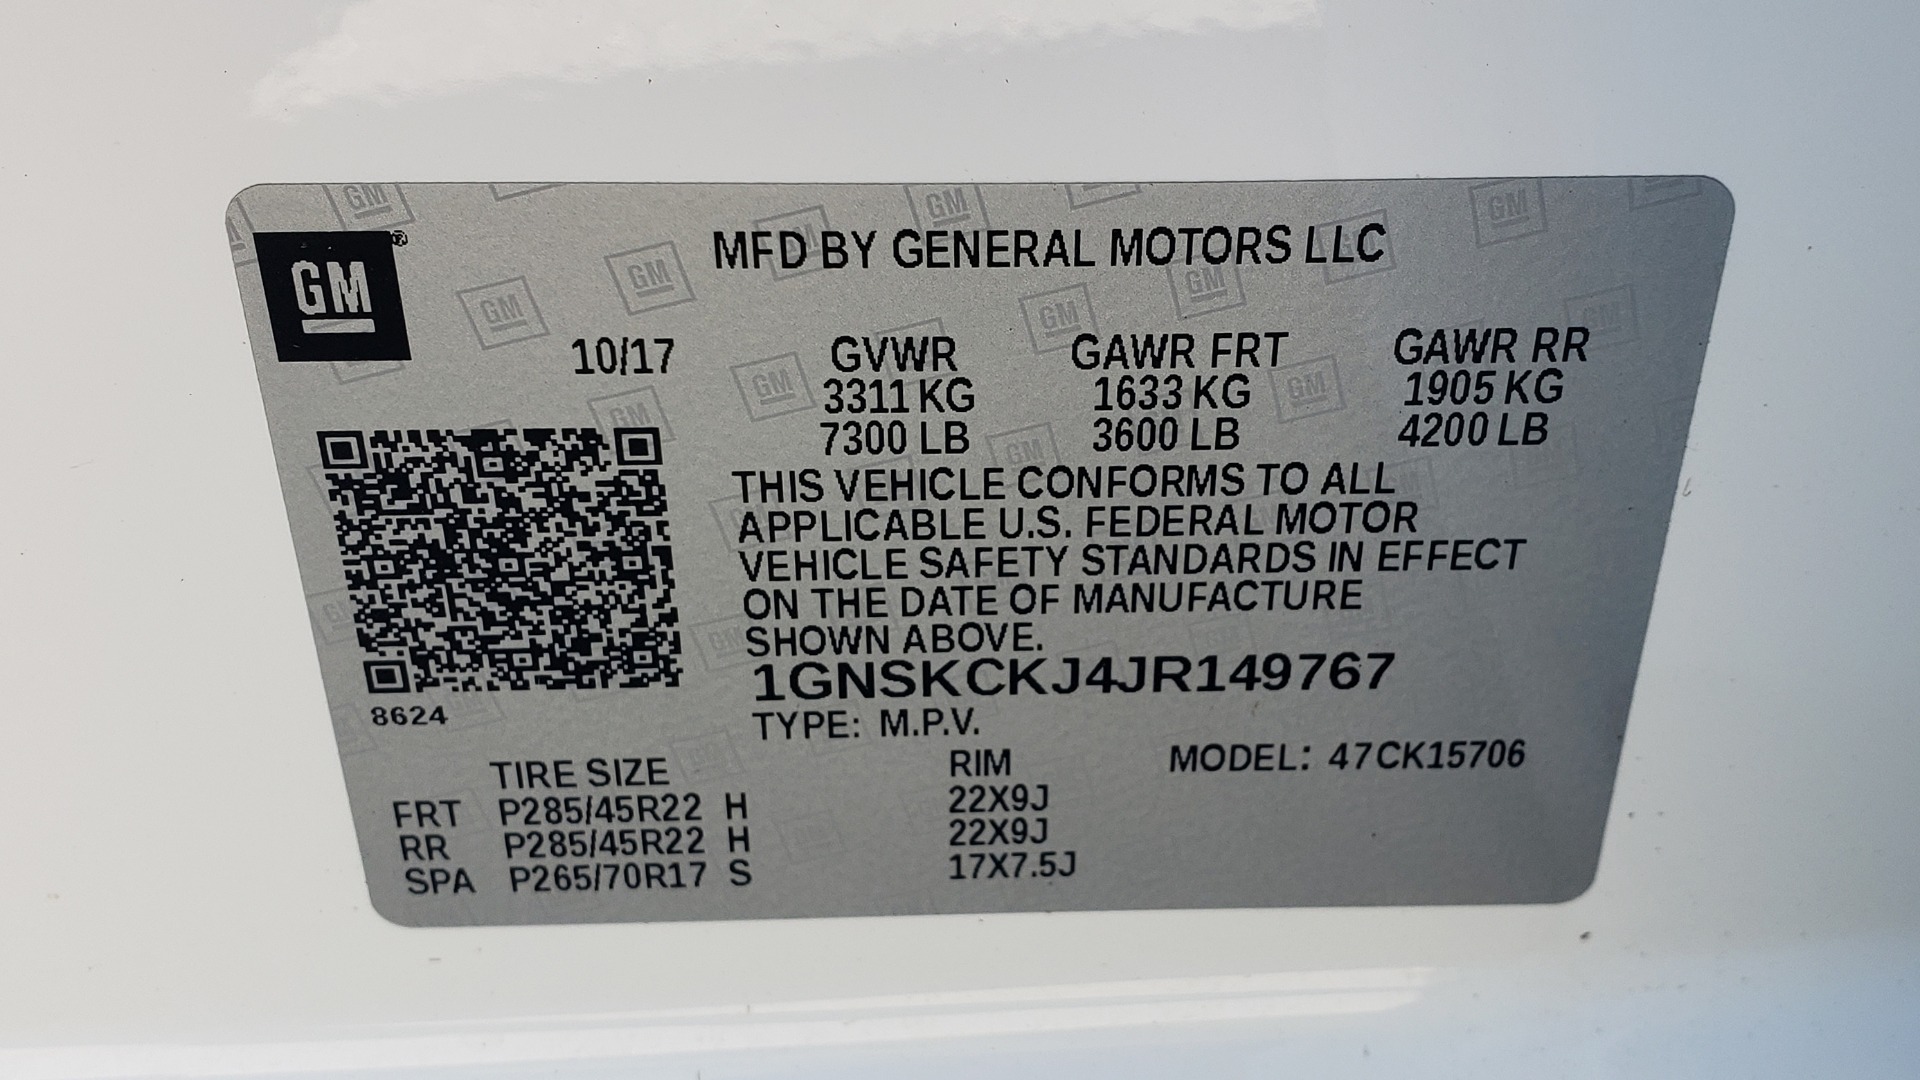 GM
MFD BY GENERAL MOTORS LLC
10/17 GVWR GAWR FRT GAWR RR
3311 KG 1633 KG 1905 KG
7300 LB 3600 LB 4200 LB
THIS VEHICLE CONFORMS TO ALL
APPLICABLE U.S. FEDERAL MOTOR
VEHICLE SAFETY STANDARDS IN EFFECT
ON THE DATE OF MANUFACTURE
SHOWN ABOVE.
1GNSKCKJ4JR149767
8624
TYPE: M.P.V.
TIRE SIZE RIM MODEL: 47CK15706
FRT P285/45R22 H 22X9J
RR P285/45R22 H 22X9J
SPA P265/70R17 S 17X7.5J